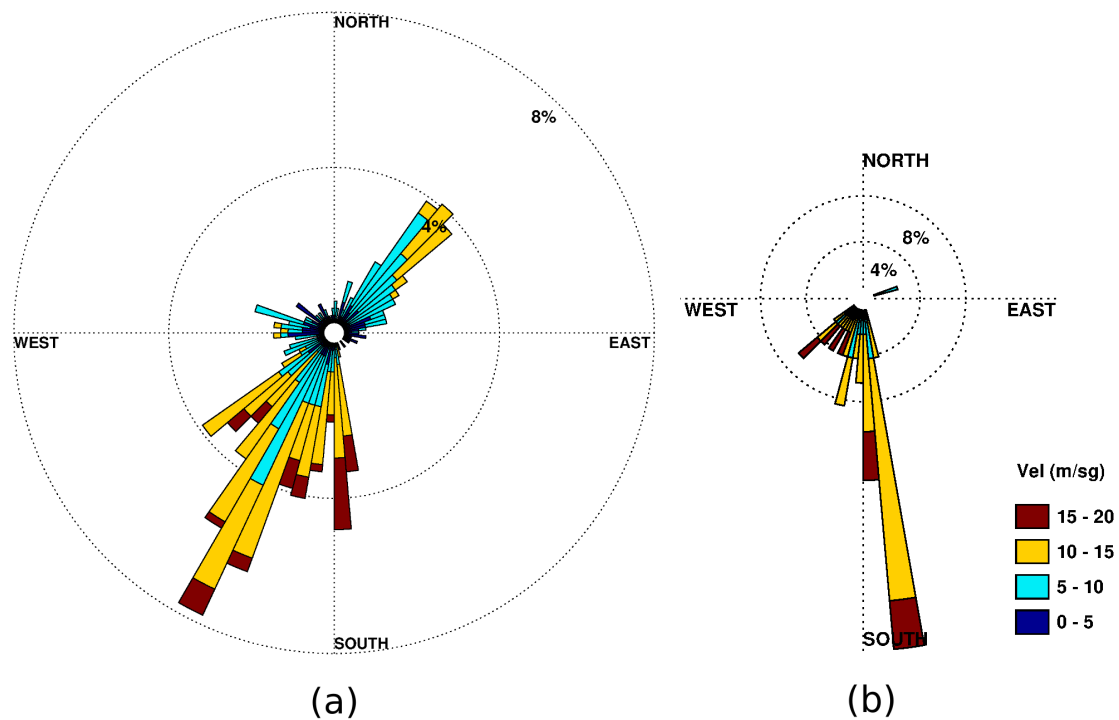 NORTH
8%
4%
WEST
EAST
SOUTH
(a)
NORTH
8%
4%
WEST
EAST
SOUTH
(b)
Vel (m/sg)
15 - 20
10 - 15
5 - 10
0 - 5